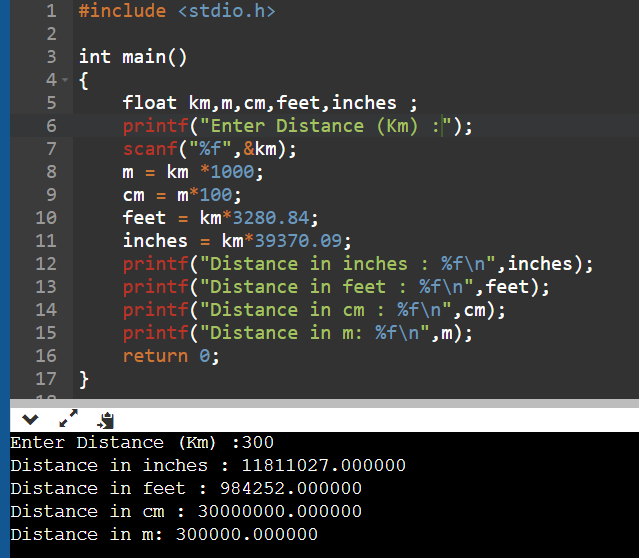 1 #include <stdio.h>
2
3 int main()
4 {
5 float km,m,cm,feet,inches ;
6 printf("Enter Distance (Km) :");
7 scanf("%f",&km);
8 m = km *1000;
9 cm = m*100;
10 feet = km*3280.84;
11 inches = km*39370.09;
12 printf("Distance in inches : %f\n",inches);
13 printf("Distance in feet : %f\n",feet);
14 printf("Distance in cm : %f\n",cm);
15 printf("Distance in m: %f\n",m);
16 return 0;
17 }
Enter Distance (Km) :300
Distance in inches : 11811027.000000
Distance in feet : 984252.000000
Distance in cm : 30000000.000000
Distance in m: 300000.000000